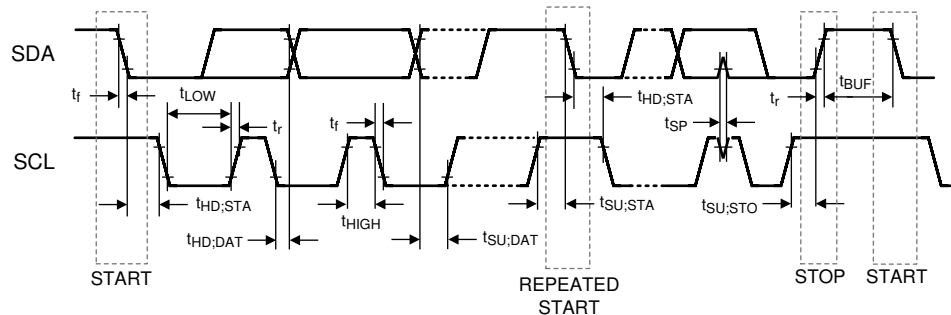 SDA
t_f
t_LOW
t_r
t_f
t_HD;STA
t_SP
t_r
t_BUF
SCL
t_HD;STA
t_HD;DAT
t_HIGH
t_SU;DAT
t_SU;STA
t_SU;STO
START
REPEATED
START
STOP
START